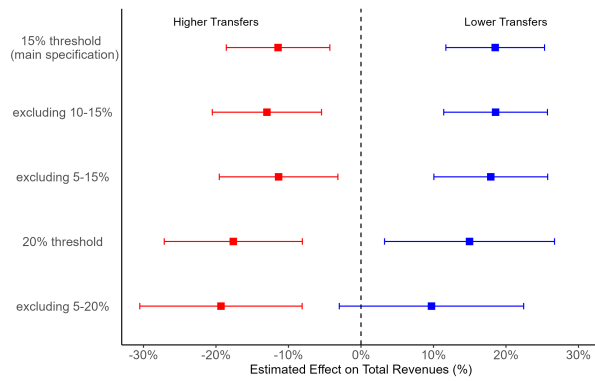 Higher Transfers Lower Transfers
15% threshold
(main specification)
excluding 10-15%
excluding 5-15%
20% threshold
excluding 5-20%
-30% -20% -10% 0% 10% 20% 30%
Estimated Effect on Total Revenues (%)